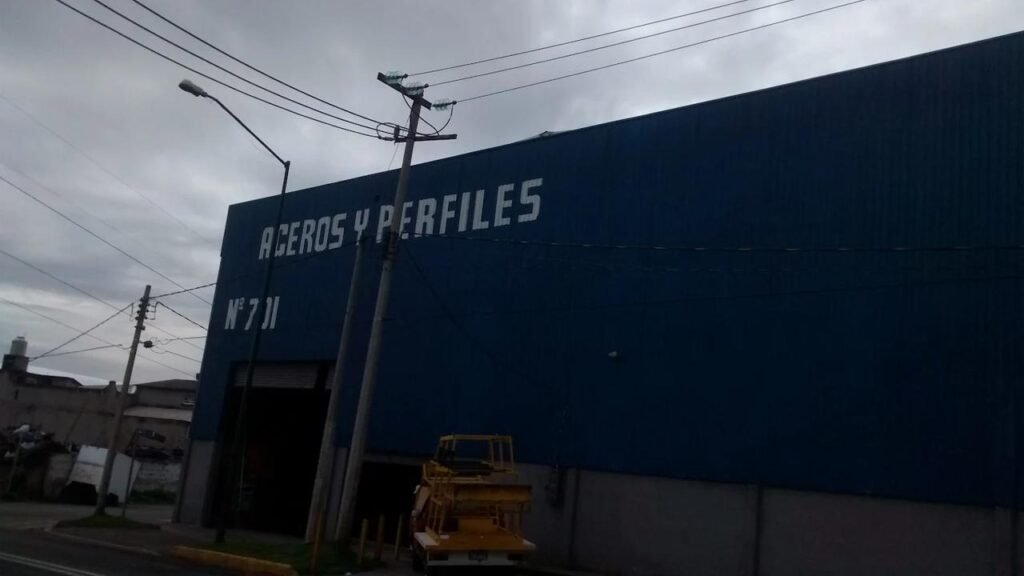 ACEROS Y PERFILES
Nº 701